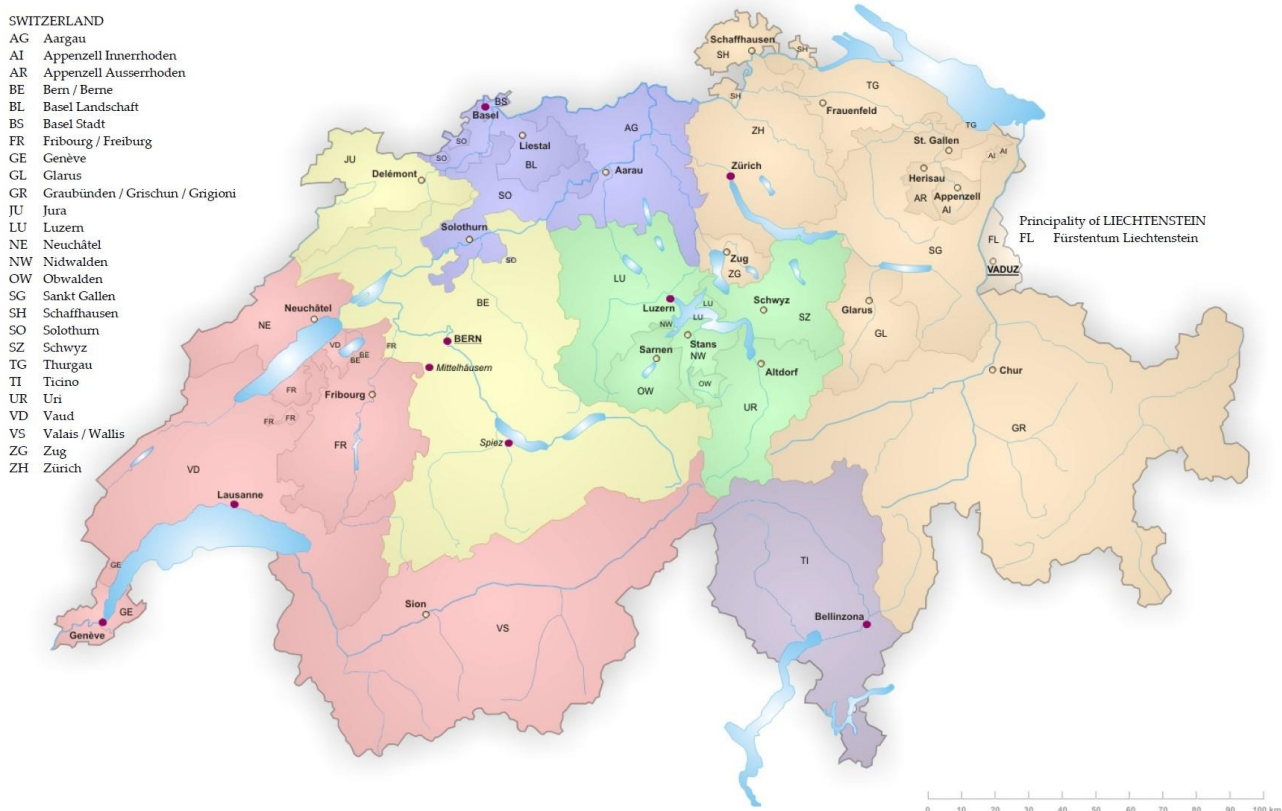 SWITZERLAND
AG Aargau
AI Appenzell Innerrhoden
AR Appenzell Ausserrhoden
BE Bern / Berne
BL Basel Landschaft
BS Basel Stadt
FR Fribourg / Freiburg
GE Genève
GL Glarus
GR Graubünden / Grischun / Grigioni
JU Jura
LU Luzern
NE Neuchâtel
NW Nidwalden
OW Obwalden
SG Sankt Gallen
SH Schaffhausen
SO Solothurn
SZ Schwyz
TG Thurgau
TI Ticino
UR Uri
VD Vaud
VS Valais / Wallis
ZG Zug
ZH Zürich
Schaffhausen
SH
SH
SH
TG
Frauenfeld
TG
ZH
Zürich
BS
Basel
SO
SO
Liestal
BL
AG
Aarau
SO
JU
Delémont
Solothurn
SO
St. Gallen
AI
AI
Herisau
AR
Appenzell
AI
Principality of LIECHTENSTEIN
FL Fürstentum Liechtenstein
FL
VADUZ
SG
Zug
ZG
LU
BE
Luzern
LU
LU
Schwyz
SZ
Glarus
GL
NW
Stans
NW
Sarnen
OW
OW
Altdorf
UR
Chur
GR
Neuchâtel
NE
VD
BE
BE
FR
BERN
Mittelhäusern
FR
Fribourg
FR
FR
FR
Spiez
VD
Lausanne
GE
GE
Genève
Sion
VS
TI
Bellinzona
0 10 20 30 40 50 60 70 80 90 100 km